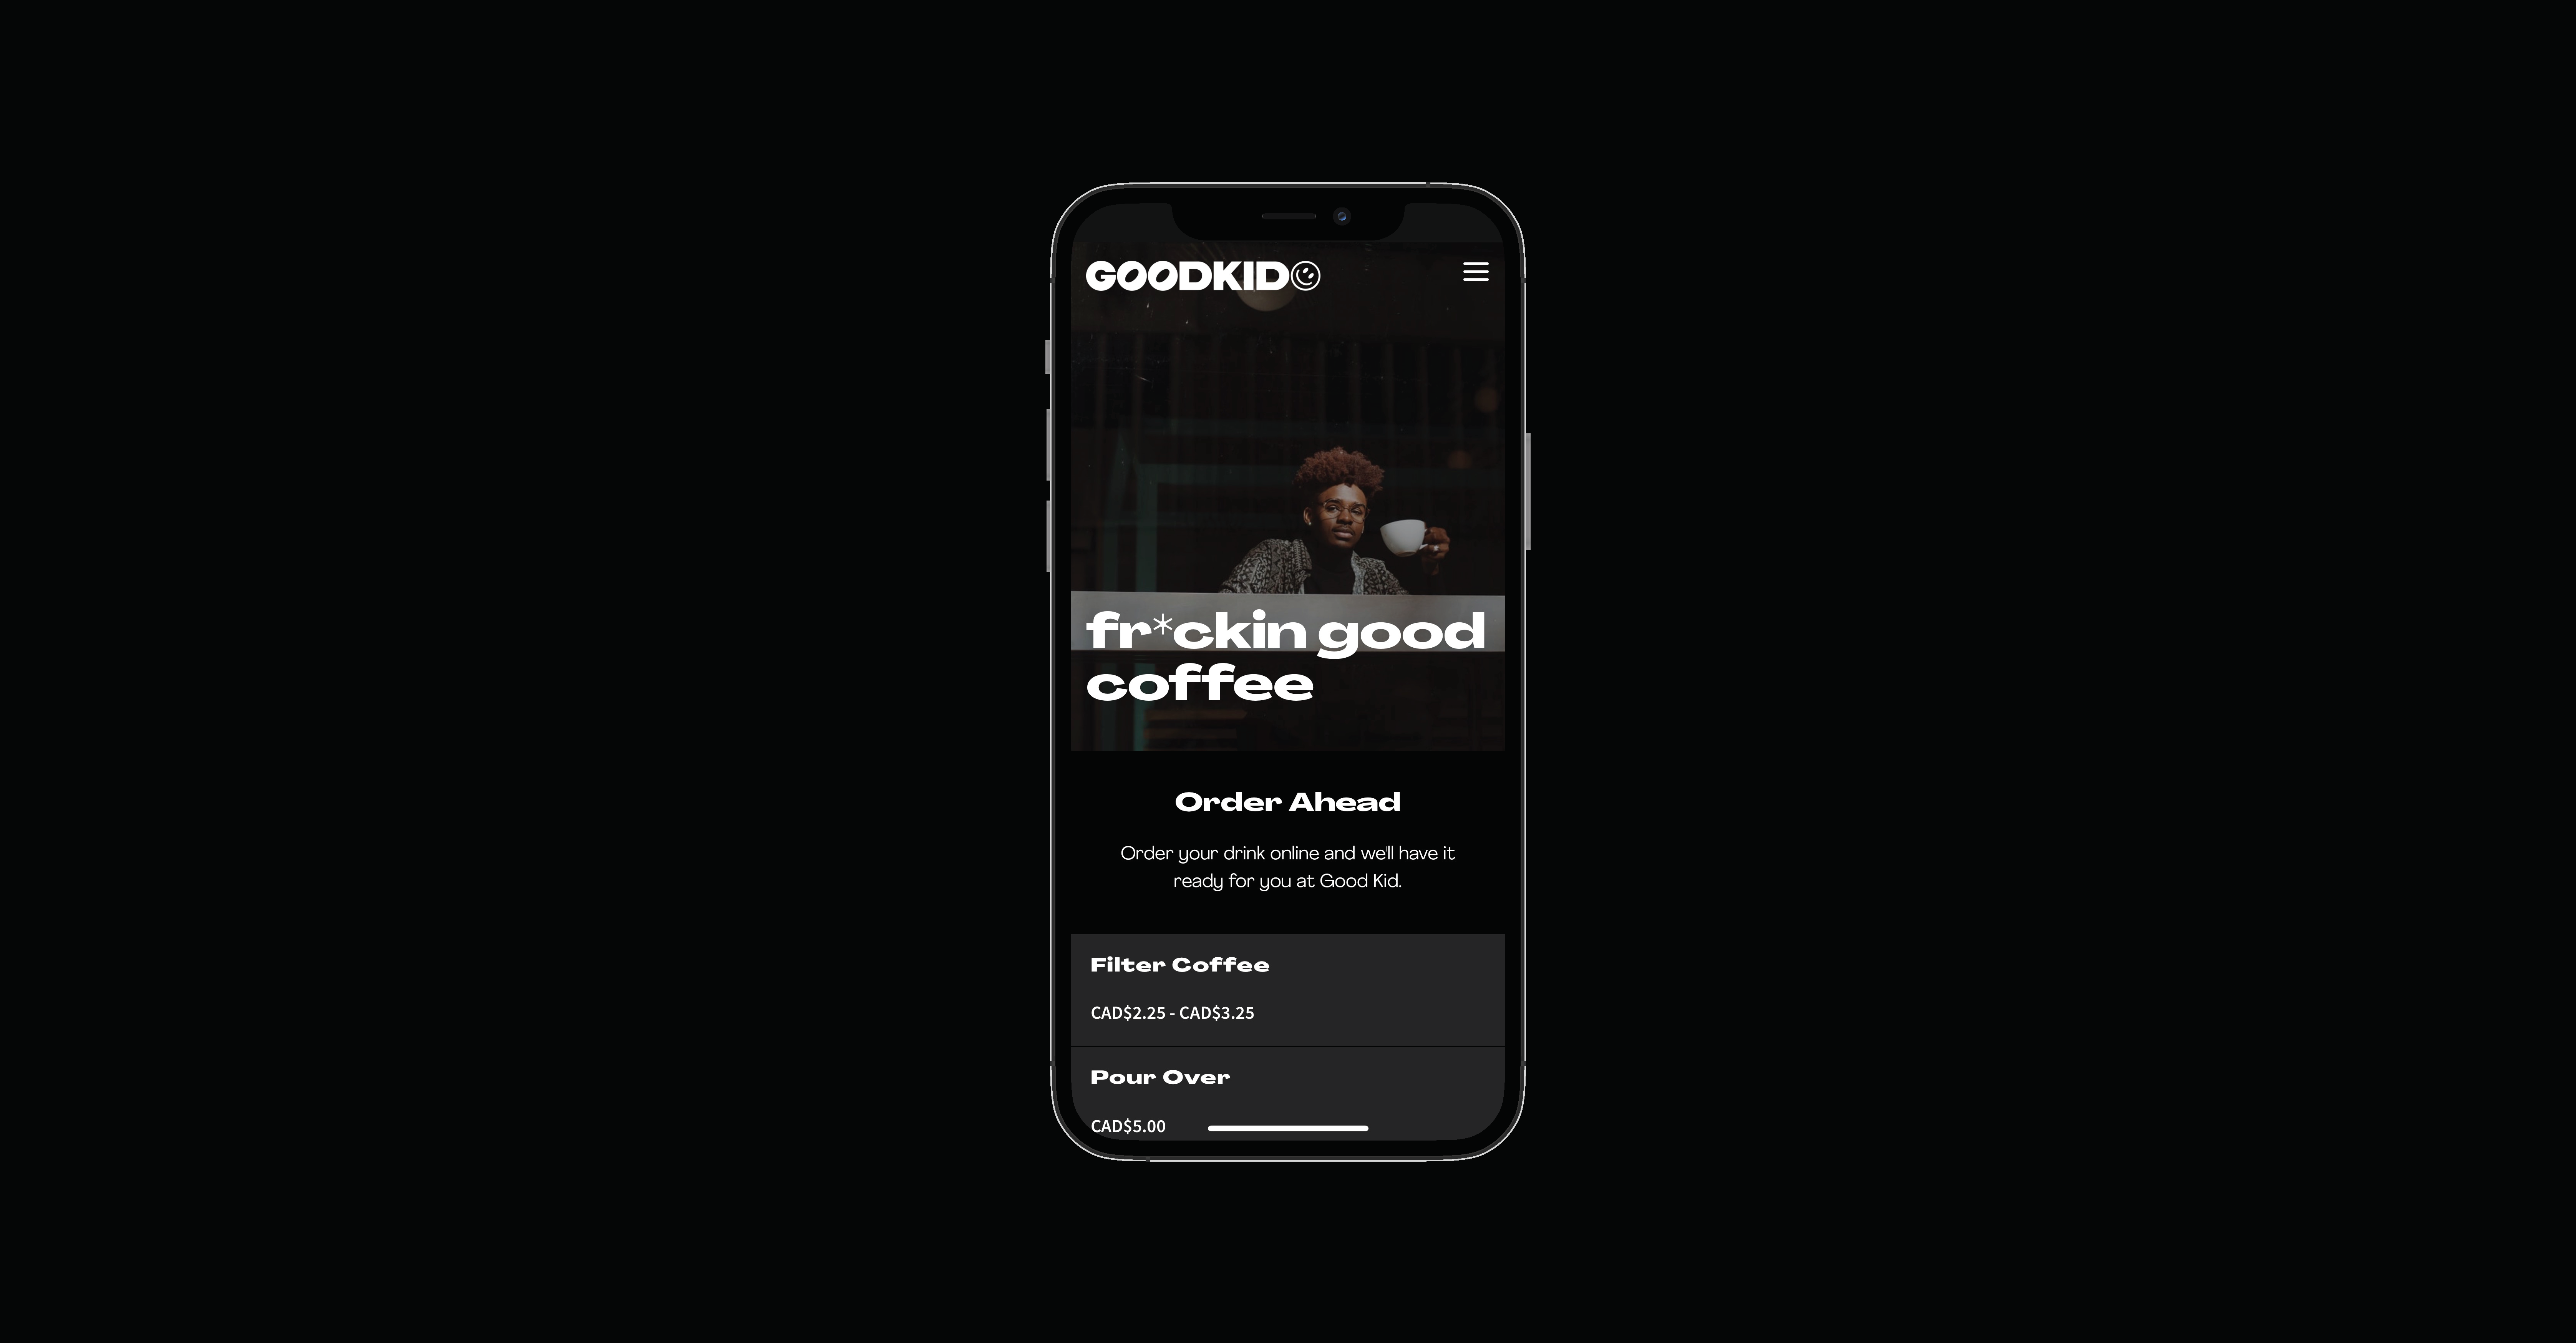 GOODKID
fr*ckin good
coffee
Order Ahead
Order your drink online and we'll have it
ready for you at Good Kid.
Filter Coffee
CAD$2.25 - CAD$3.25
Pour Over
CAD$5.00